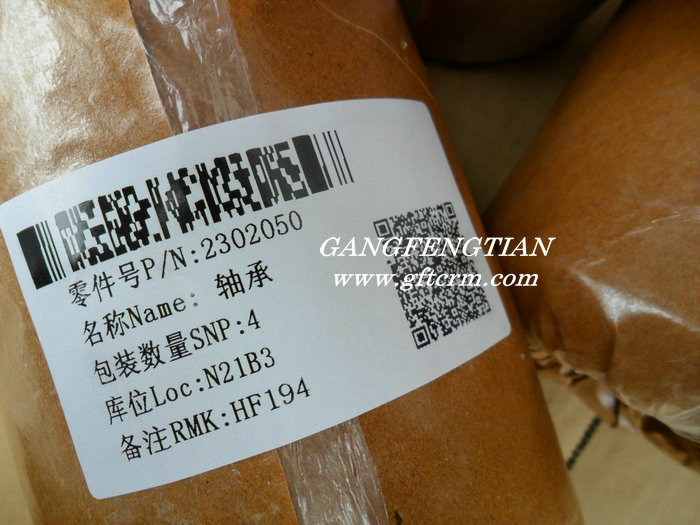 零件号P/N:2302050
名称Name: 轴承
包装数量SNP:4
库位Loc:N21B3
备注RMK:HF194
GANGFENGTIAN
www.gftcrm.com